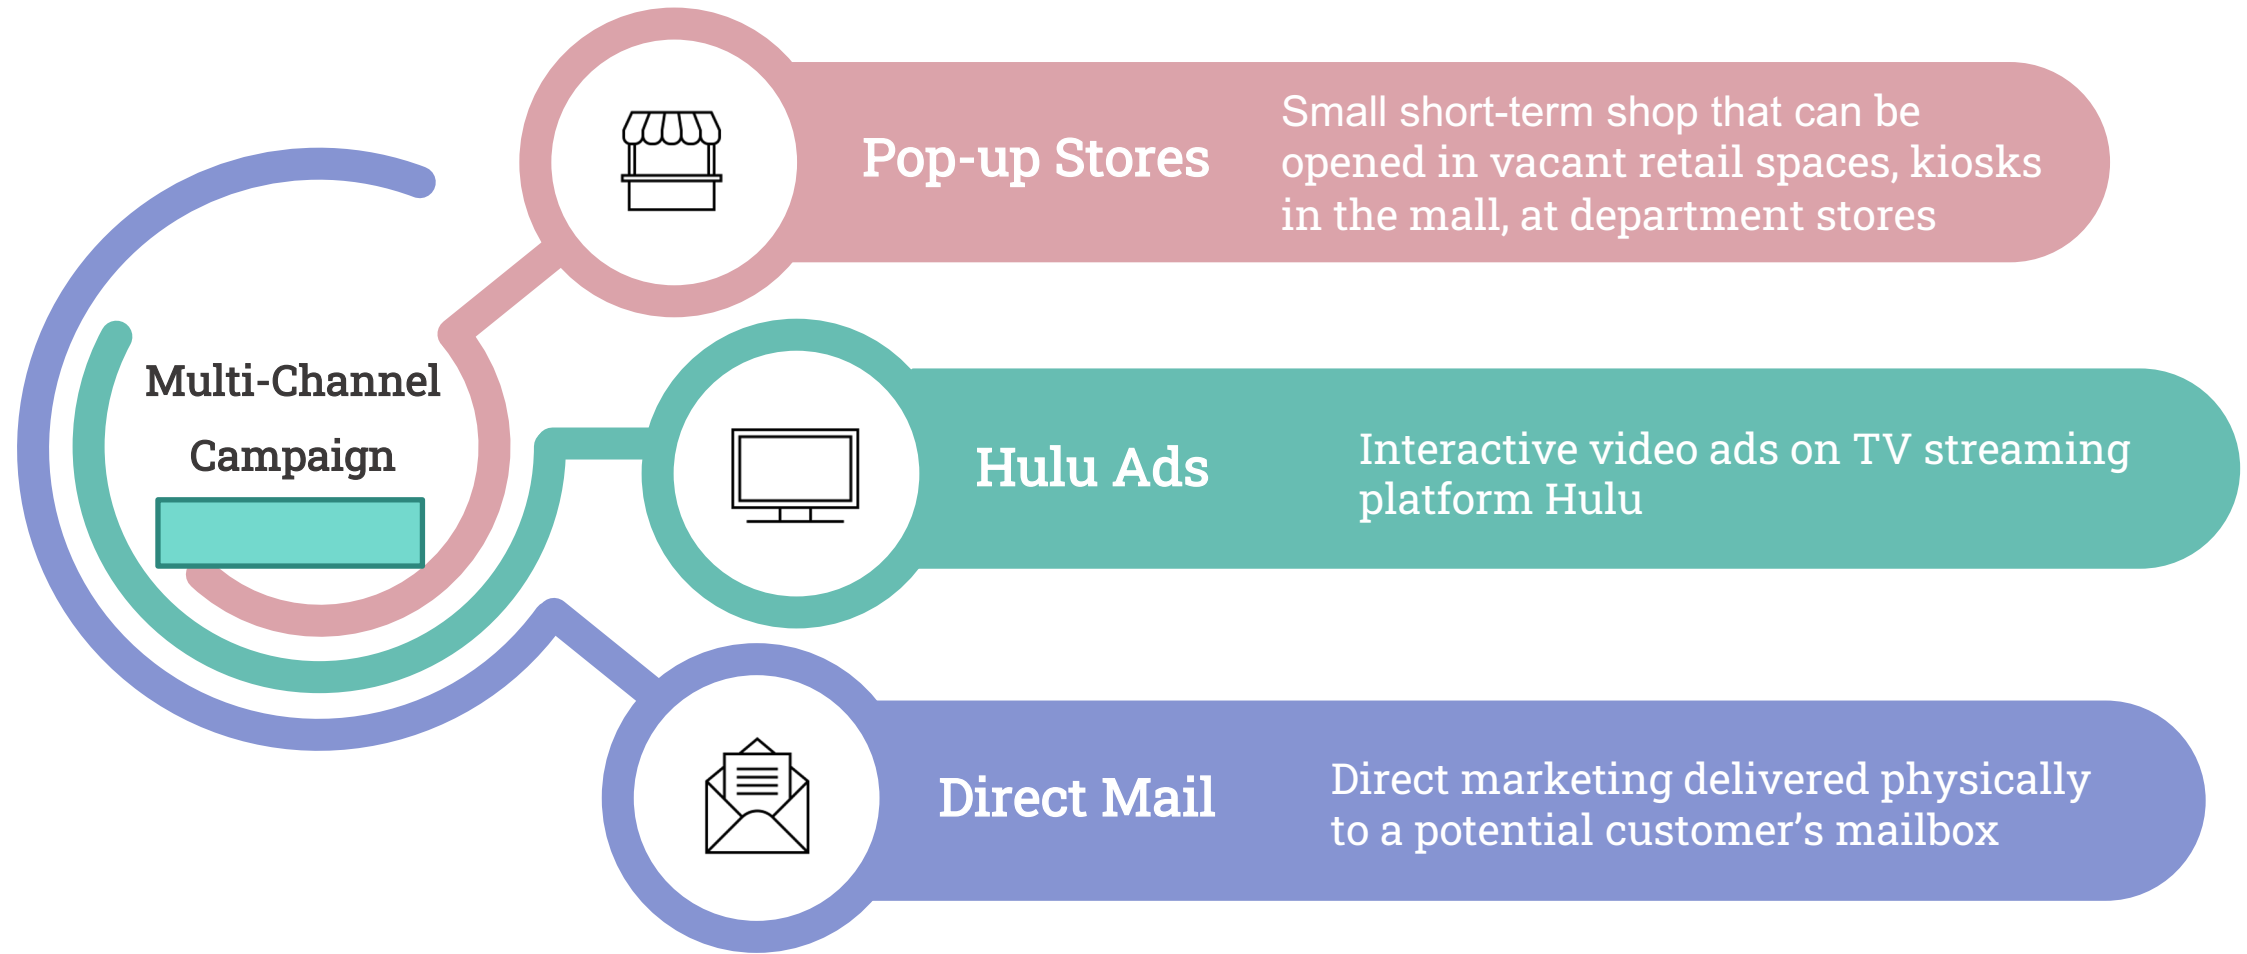 Multi-Channel
Campaign
Pop-up Stores
Small short-term shop that can be
opened in vacant retail spaces, kiosks
in the mall, at department stores
Hulu Ads
Interactive video ads on TV streaming
platform Hulu
Direct Mail
Direct marketing delivered physically
to a potential customer’s mailbox